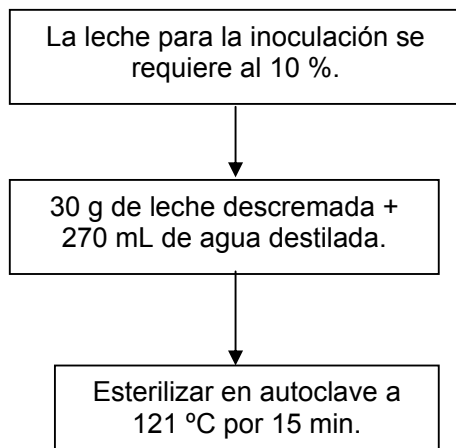 La leche para la inoculación se
requiere al 10 %.
30 g de leche descremada +
270 mL de agua destilada.
Esterilizar en autoclave a
121 ºC por 15 min.